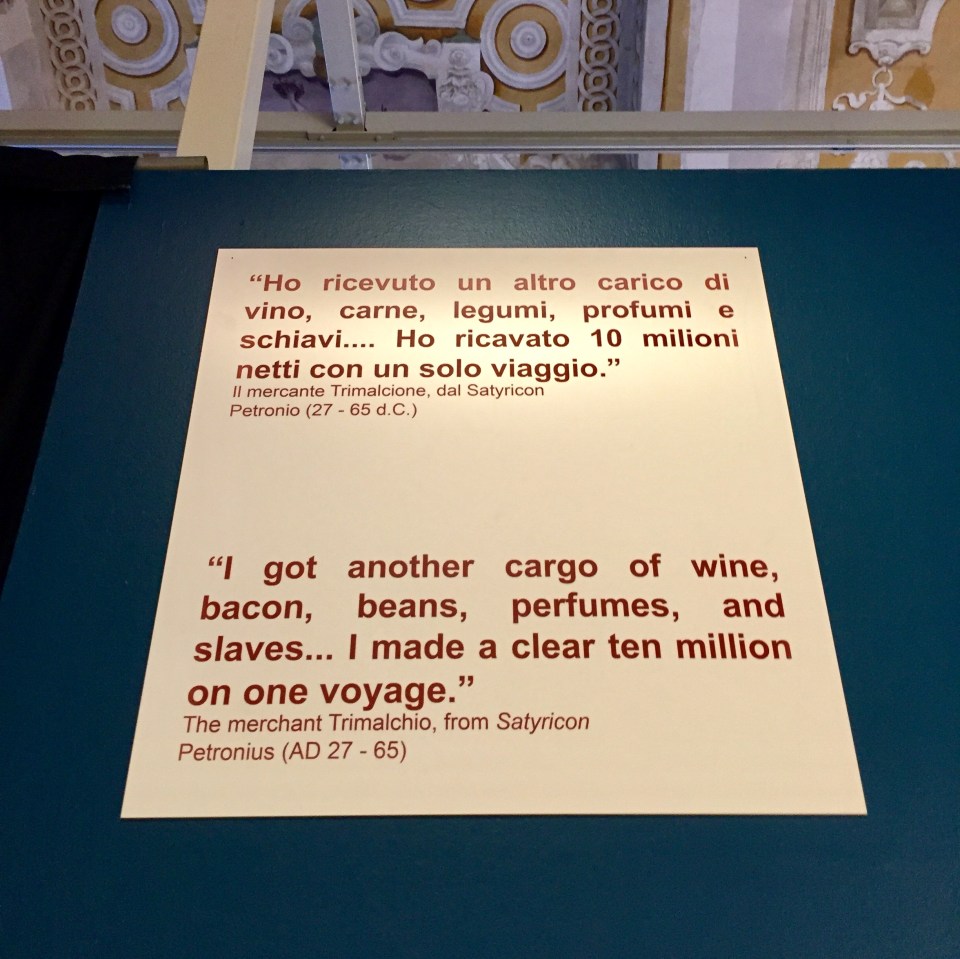 “Ho ricevuto un altro carico di
vino, carne, legumi, profumi e
schiavi.... Ho ricavato 10 milioni
netti con un solo viaggio.”
Il mercante Trimalcione, dal Satyricon
Petronio (27 - 65 d.C.)
“I got another cargo of wine,
bacon, beans, perfumes, and
slaves... I made a clear ten million
on one voyage.”
The merchant Trimalchio, from Satyricon
Petronius (AD 27 - 65)